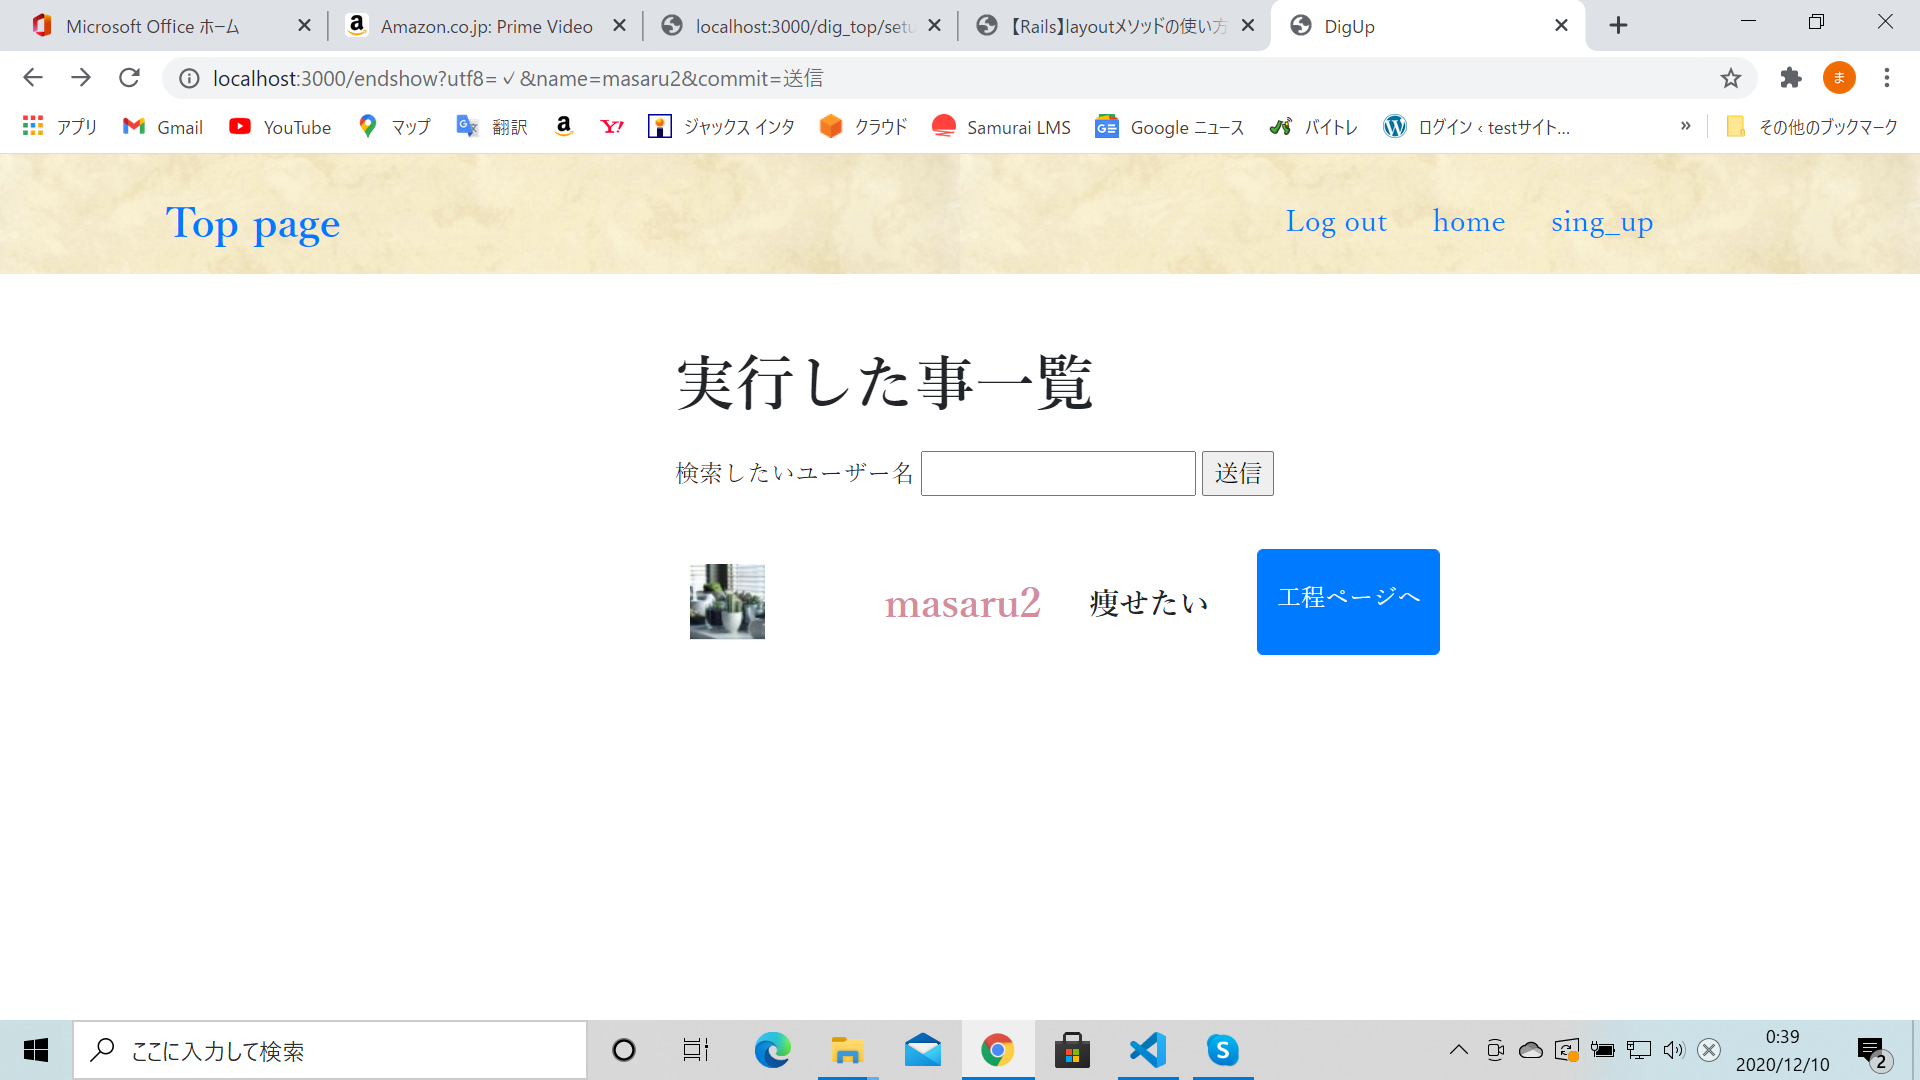 Microsoft Office ホーム
Amazon.co.jp: Prime Video
localhost:3000/dig_top/setu
【Rails】layoutメソッドの使い方
DigUp
localhost:3000/endshow?utf8=✓&name=masaru2&commit=送信
ま
アプリ
Gmail
YouTube
マップ
翻訳
ジャックス インタ
クラウド
Samurai LMS
Google ニュース
バイトレ
ログイン ‹ testサイト...
»
その他のブックマーク
Top page
Log out
home
sing_up
実行した事一覧
検索したいユーザー名
送信
masaru2
痩せたい
工程ページへ
ここに入力して検索
0:39
2020/12/10
2